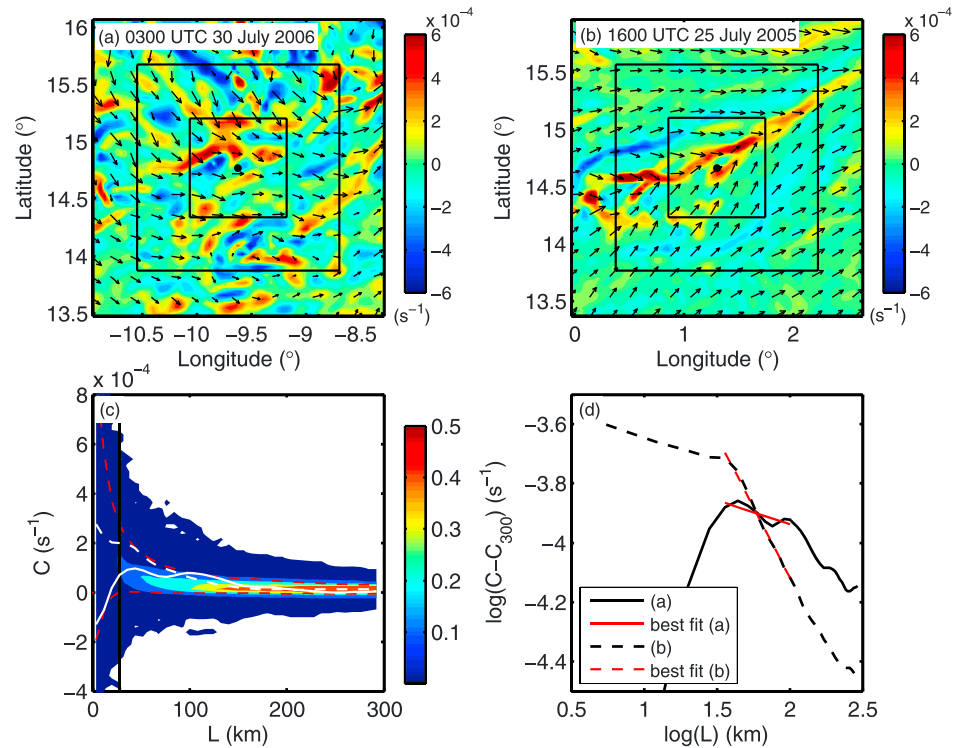 (a) 0300 UTC 30 July 2006
16
15.5
15
14.5
14
13.5
Latitude (°)
−10.5 −10 −9.5 −9 −8.5
Longitude (°)
x 10−4
6
4
2
0
−2
−4
−6
(s−1)
(b) 1600 UTC 25 July 2005
16
15.5
15
14.5
14
13.5
Latitude (°)
0 1 2
Longitude (°)
x 10−4
6
4
2
0
−2
−4
−6
(s−1)
x 10−4
(c)
8
6
4
2
0
−2
−4
C (s−1)
0 100 200 300
L (km)
0.5
0.4
0.3
0.2
0.1
(d)
−3.6
−3.8
−4
−4.2
−4.4
log(C−C300) (s−1)
(a)
best fit (a)
(b)
best fit (b)
0.5 1.0 1.5 2.0 2.5
log(L) (km)